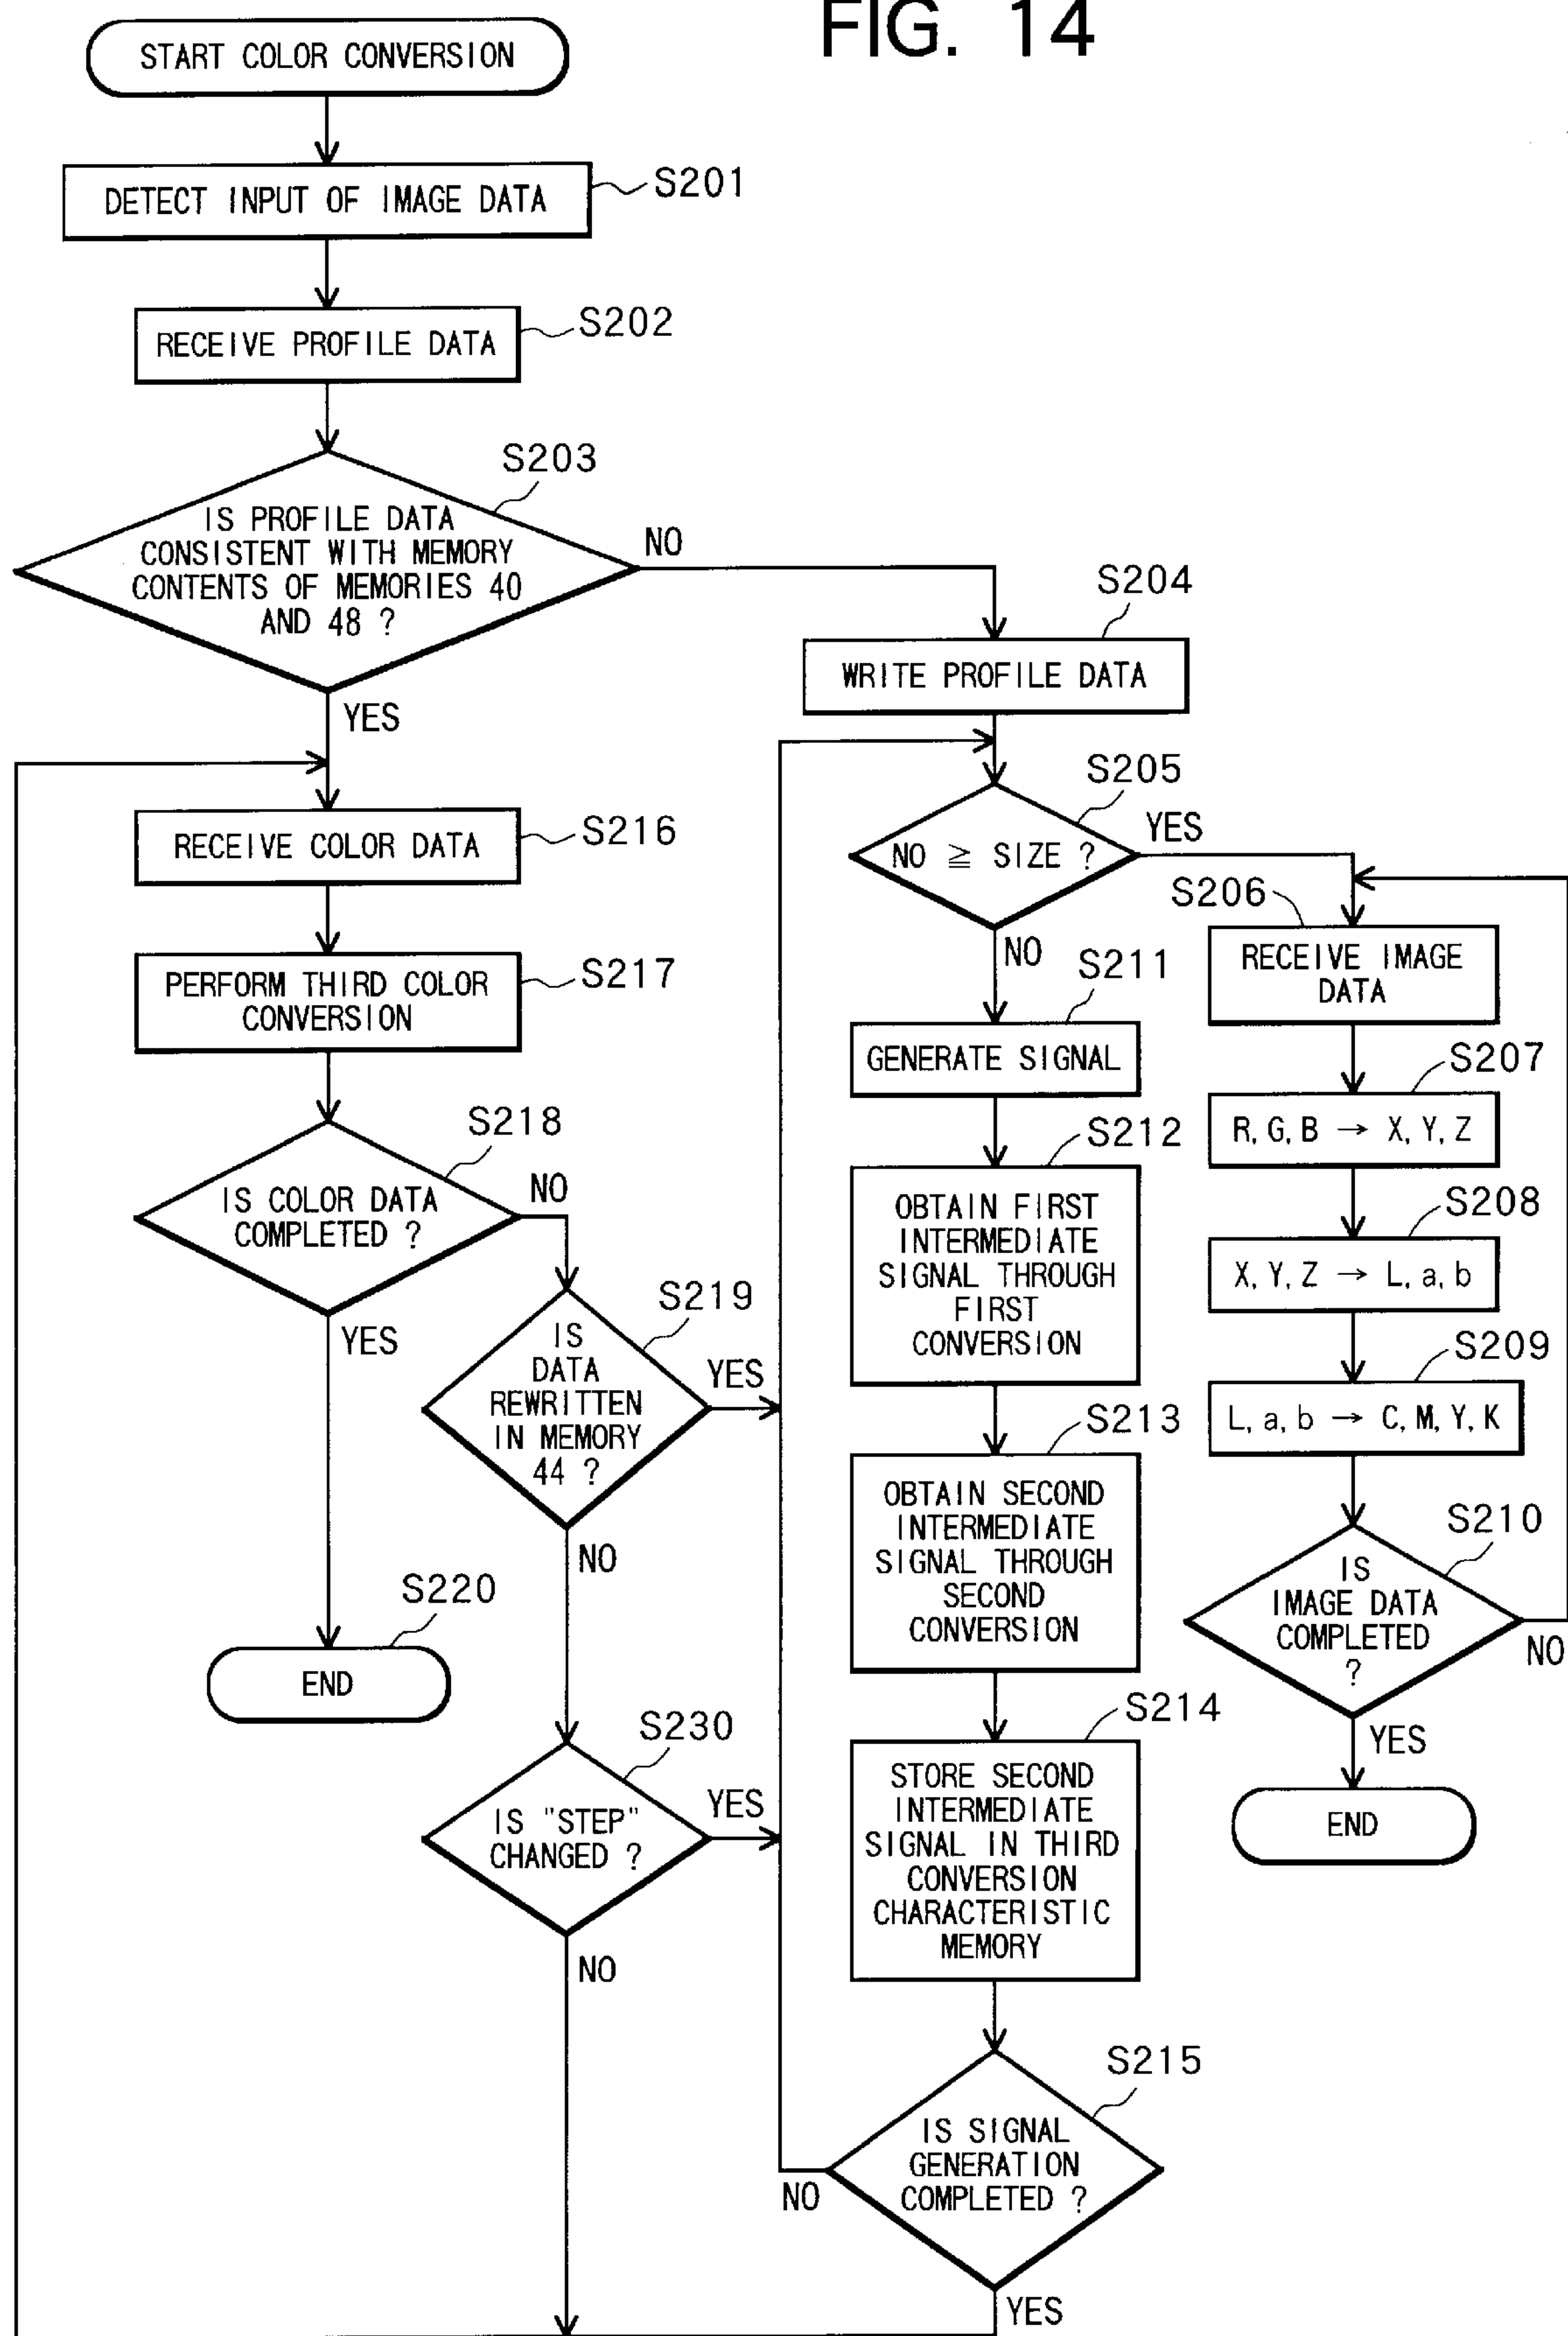 FIG. 14
START COLOR CONVERSION
S201
DETECT INPUT OF IMAGE DATA
S202
RECEIVE PROFILE DATA
S203
IS PROFILE DATA
CONSISTENT WITH MEMORY
CONTENTS OF MEMORIES 40
AND 48 ?
NO
YES
S204
WRITE PROFILE DATA
S205
NO ≧ SIZE ?
YES
NO
S206
RECEIVE IMAGE
DATA
S207
R, G, B → X, Y, Z
S208
X, Y, Z → L, a, b
S209
L, a, b → C, M, Y, K
S210
IS
IMAGE DATA
COMPLETED
?
NO
YES
END
S211
GENERATE SIGNAL
S212
OBTAIN FIRST
INTERMEDIATE
SIGNAL THROUGH
FIRST
CONVERSION
S213
OBTAIN SECOND
INTERMEDIATE
SIGNAL THROUGH
SECOND
CONVERSION
S214
STORE SECOND
INTERMEDIATE
SIGNAL IN THIRD
CONVERSION
CHARACTERISTIC
MEMORY
S215
IS SIGNAL
GENERATION
COMPLETED ?
NO
YES
S216
RECEIVE COLOR DATA
S217
PERFORM THIRD COLOR
CONVERSION
S218
IS COLOR DATA
COMPLETED ?
NO
YES
S219
IS
DATA
REWRITTEN
IN MEMORY
44 ?
YES
NO
S220
END
S230
IS "STEP"
CHANGED ?
YES
NO